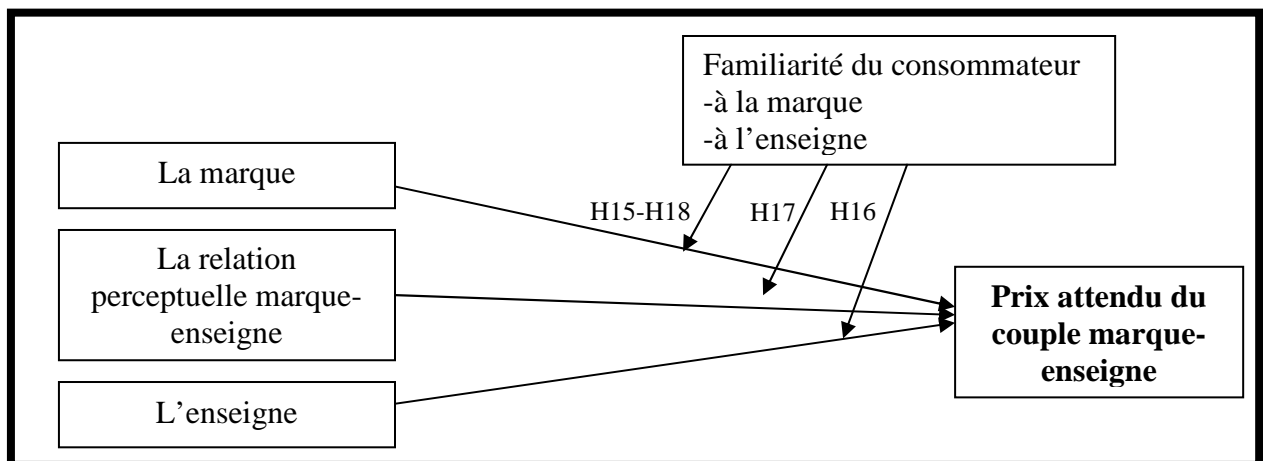 Familiarité du consommateur
-à la marque
-à l'enseigne
La marque
H15-H18
H17
H16
La relation
perceptuelle marque-
enseigne
Prix attendu du
couple marque-
enseigne
L'enseigne